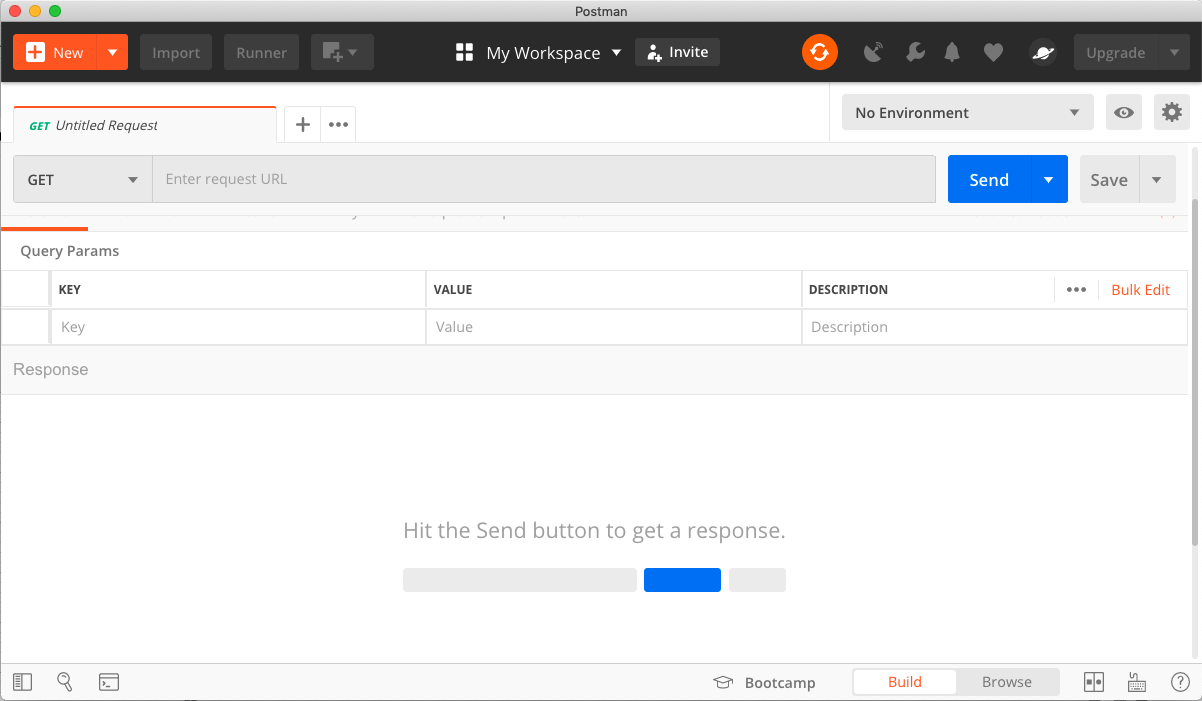 Postman
New
Import
Runner
My Workspace
Invite
Upgrade
GET Untitled Request
No Environment
GET
Enter request URL
Send
Save
Query Params
KEY
VALUE
DESCRIPTION
Bulk Edit
Key
Value
Description
Response
Hit the Send button to get a response.
Bootcamp
Build
Browse